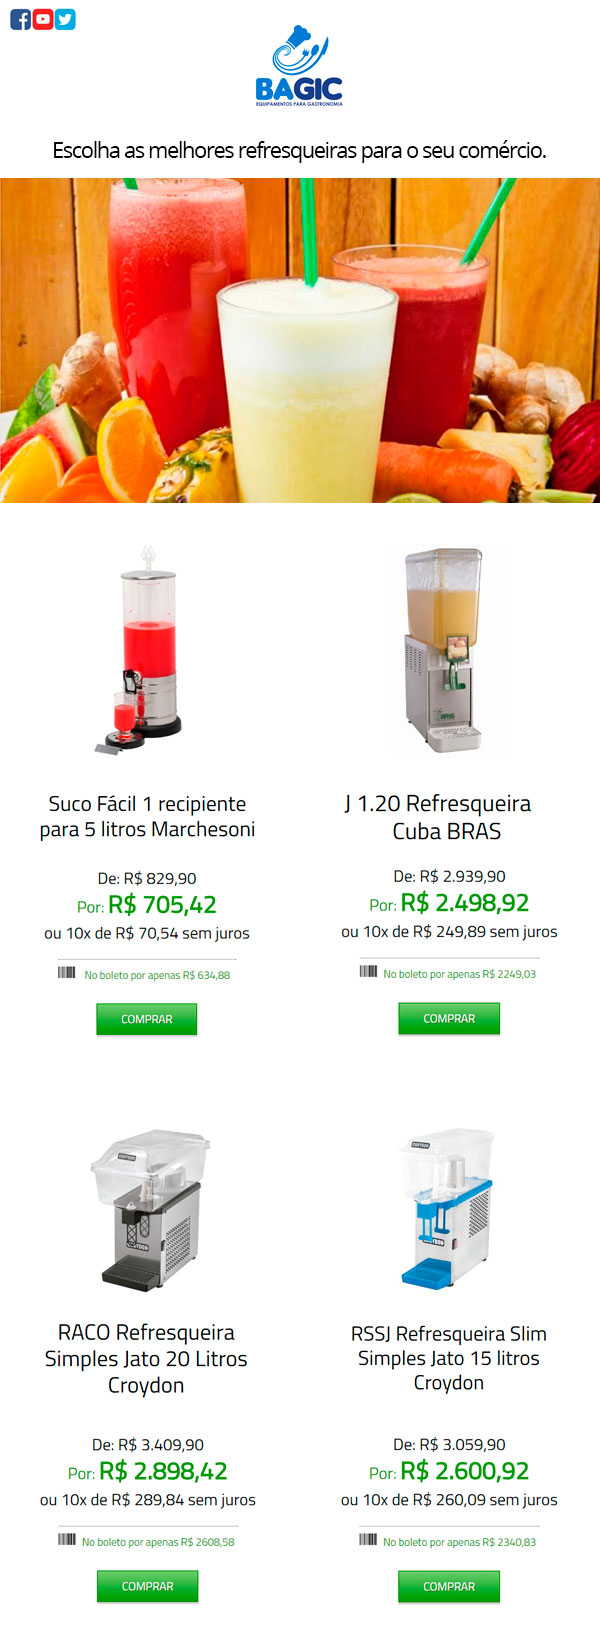 BAGIC
EQUIPAMENTOS PARA GASTRONOMIA
Escolha as melhores refresqueiras para o seu comércio.
BRAS
Suco Fácil 1 recipiente
para 5 litros Marchesoni
De: R$ 829,90
Por: R$ 705,42
ou 10x de R$ 70,54 sem juros
No boleto por apenas R$ 634,88
COMPRAR
J 1.20 Refresqueira
Cuba BRAS
De: R$ 2.939,90
Por: R$ 2.498,92
ou 10x de R$ 249,89 sem juros
No boleto por apenas R$ 2249,03
COMPRAR
CROYDON
CROYDON
RACO Refresqueira
Simples Jato 20 Litros
Croydon
De: R$ 3.409,90
Por: R$ 2.898,42
ou 10x de R$ 289,84 sem juros
No boleto por apenas R$ 2608,58
COMPRAR
CROYDON
CROYDON
RSSJ Refresqueira Slim
Simples Jato 15 litros
Croydon
De: R$ 3.059,90
Por: R$ 2.600,92
ou 10x de R$ 260,09 sem juros
No boleto por apenas R$ 2340,83
COMPRAR